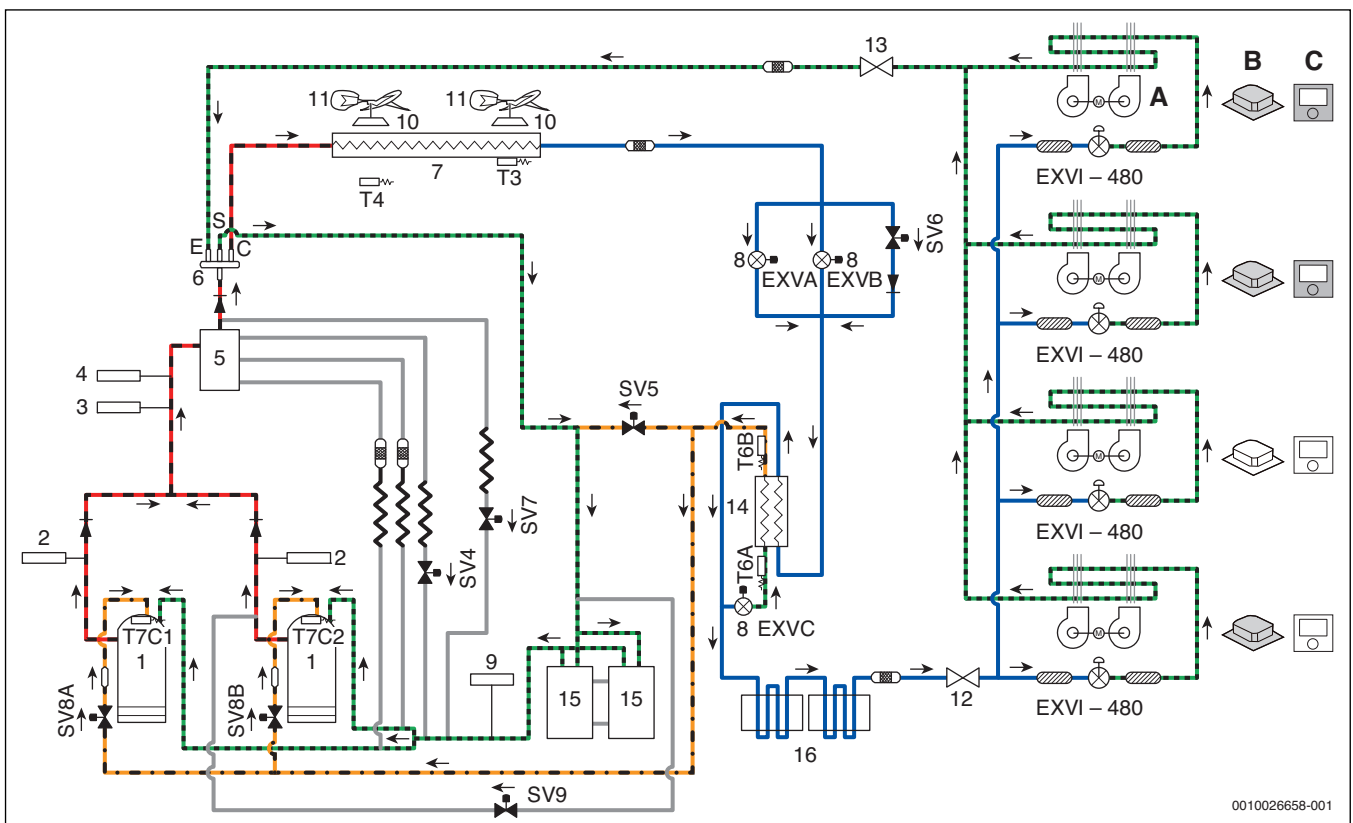 13
B C
A
11 10
11 10
7
T3
T4
EXVI – 480
S
E C
6
8 EXVA
8 EXVB
SV6
EXVI – 480
5
4
3
SV5
T6B
14
T6A
8 EXVC
SV7
SV4
EXVI – 480
2
2
T7C1
1
T7C2
1
SV8A
SV8B
9
15
15
12
16
EXVI – 480
SV9
M
M
M
M
0010026658-001